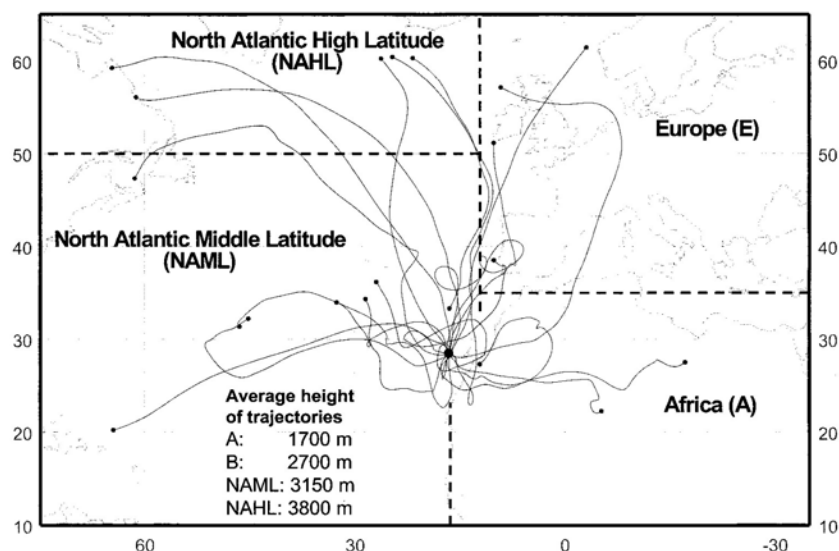 North Atlantic High Latitude
(NAHL)
Europe (E)
North Atlantic Middle Latitude
(NAML)
Africa (A)
Average height
of trajectories
A: 1700 m
B: 2700 m
NAML: 3150 m
NAHL: 3800 m
60
50
40
30
20
10
60
50
40
30
20
10
60
30
0
-30